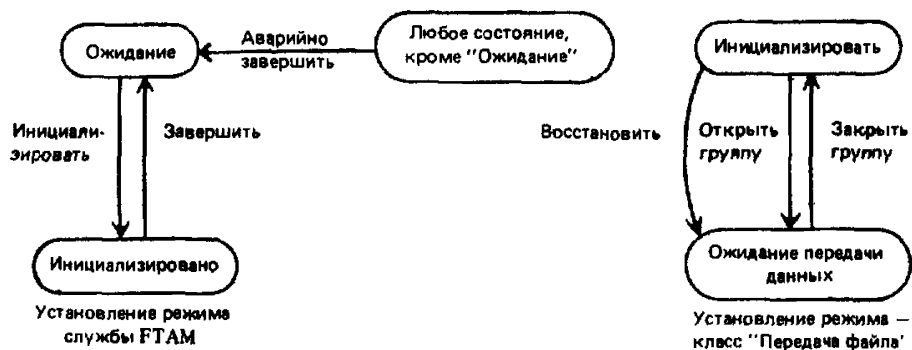 Ожидание
Аварийно
завершить
Любое состояние,
кроме "Ожидание"
Инициали-
зировать
Завершить
Инициализировано
Установление режима
службы FTAM
Инициализировать
Восстановить
Открыть
группу
Закрыть
группу
Ожидание передачи
данных
Установление режима —
класс "Передача файла'